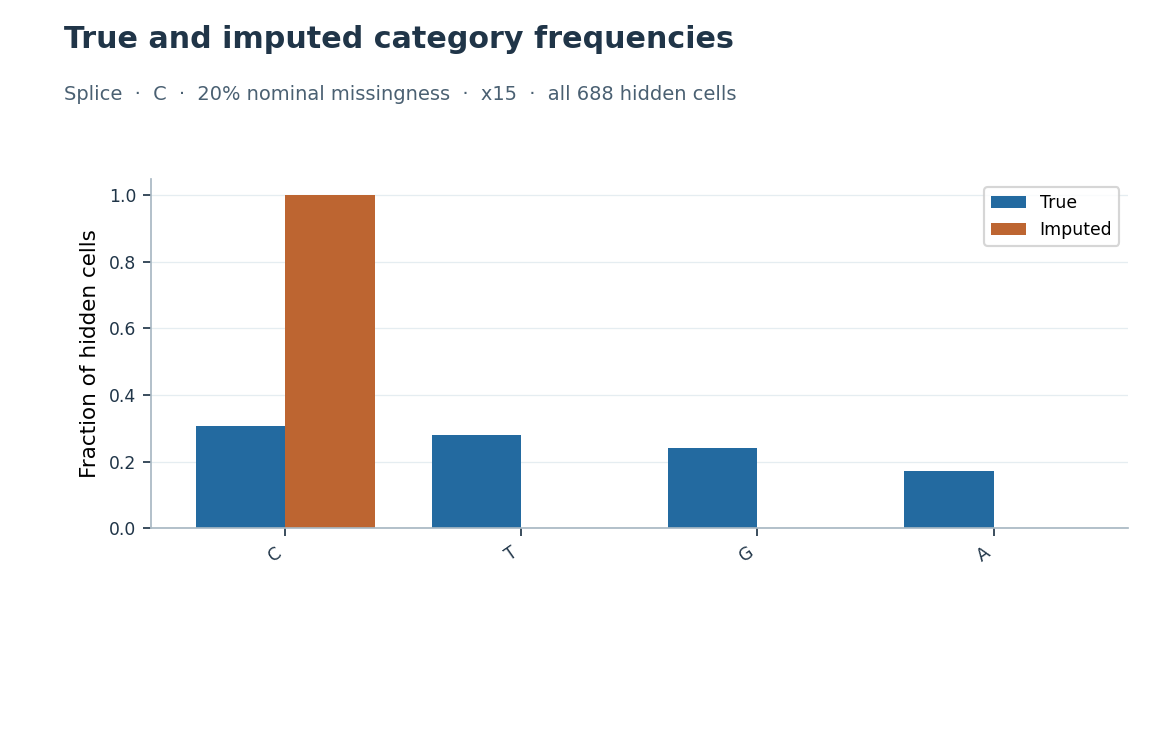 True and imputed category frequencies
Splice · C · 20% nominal missingness · x15 · all 688 hidden cells
Fraction of hidden cells
1.0
0.8
0.6
0.4
0.2
0.0
True
Imputed
C
T
G
A